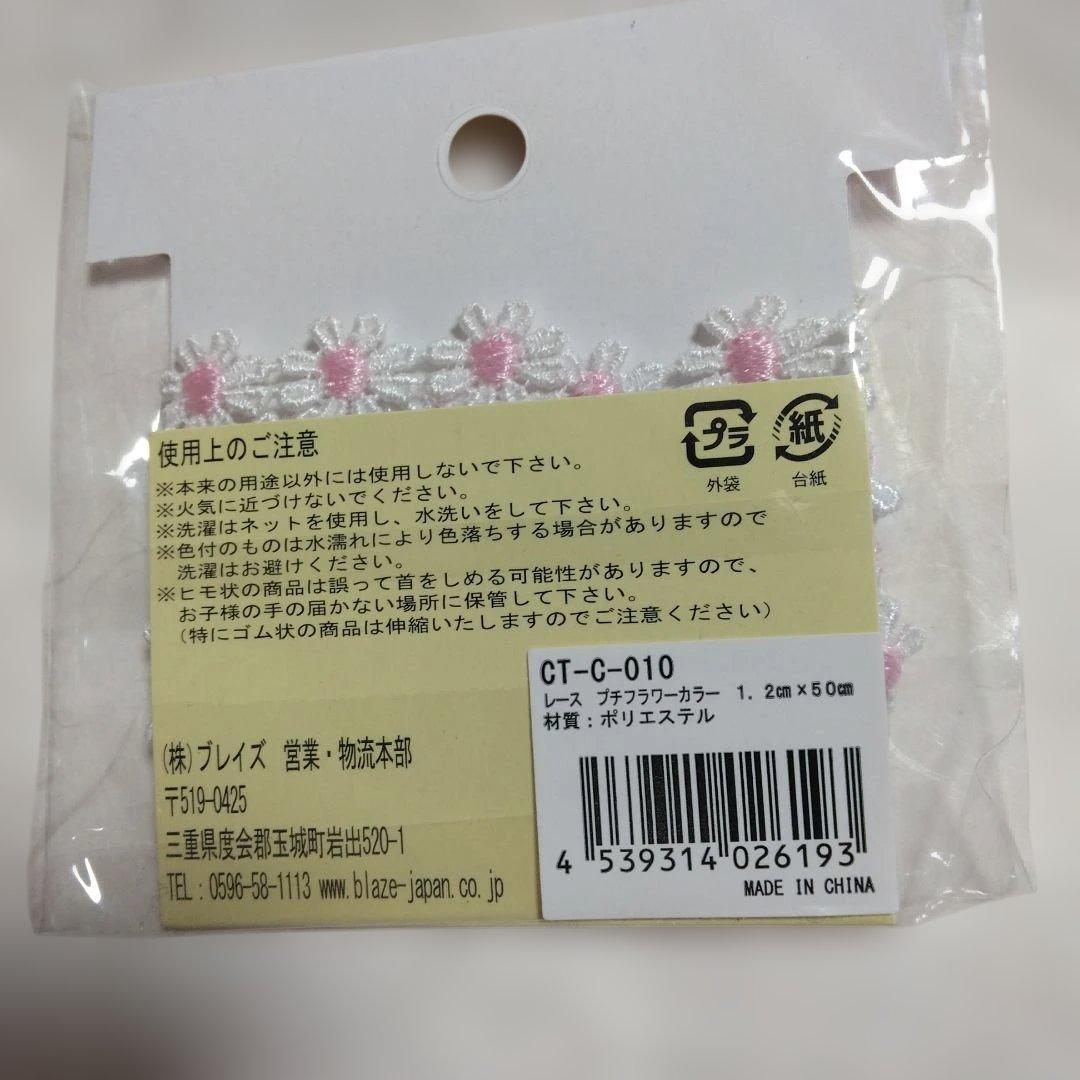 使用上のご注意
プラ
外袋
紙
台紙
※本来の用途以外には使用しないで下さい。
※火気に近づけないでください。
※洗濯はネットを使用し、水洗いをして下さい。
※色付のものは水濡れにより色落ちする場合がありますので
洗濯はお避けください。
※ヒモ状の商品は誤って首をしめる可能性がありますので、
お子様の手の届かない場所に保管して下さい。
（特にゴム状の商品は伸縮いたしますのでご注意ください）
CT-C-010
レース プチフラワーカラー 1.2㎝×50㎝
材質：ポリエステル
4 539314 026193
MADE IN CHINA
(株)ブレイズ 営業・物流本部
〒519-0425
三重県度会郡玉城町岩出520-1
TEL：0596-58-1113 www.blaze-japan.co.jp